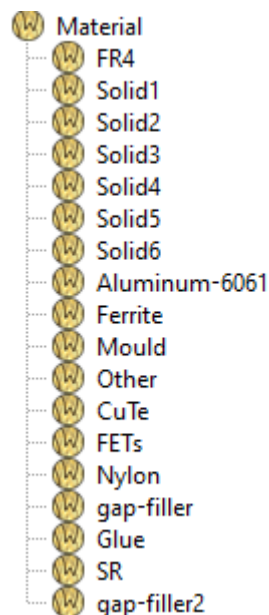 Material
FR4
Solid1
Solid2
Solid3
Solid4
Solid5
Solid6
Aluminum-6061
Ferrite
Mould
Other
CuTe
FETs
Nylon
gap-filler
Glue
SR
gap-filler2